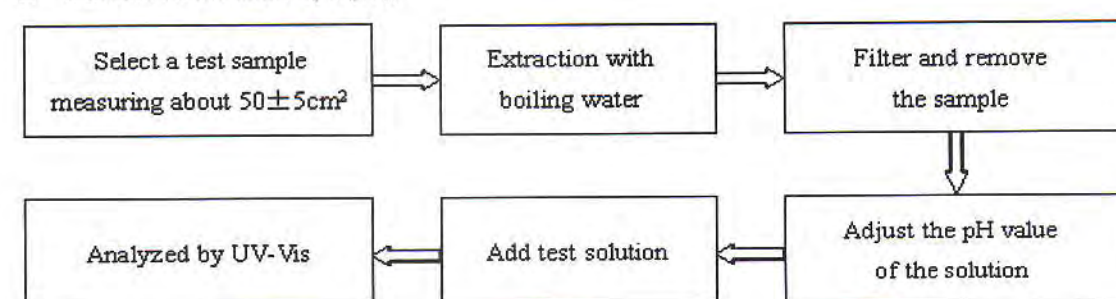 Select a test sample
measuring about 50±5cm²
Extraction with
boiling water
Filter and remove
the sample
Adjust the pH value
of the solution
Add test solution
Analyzed by UV-Vis